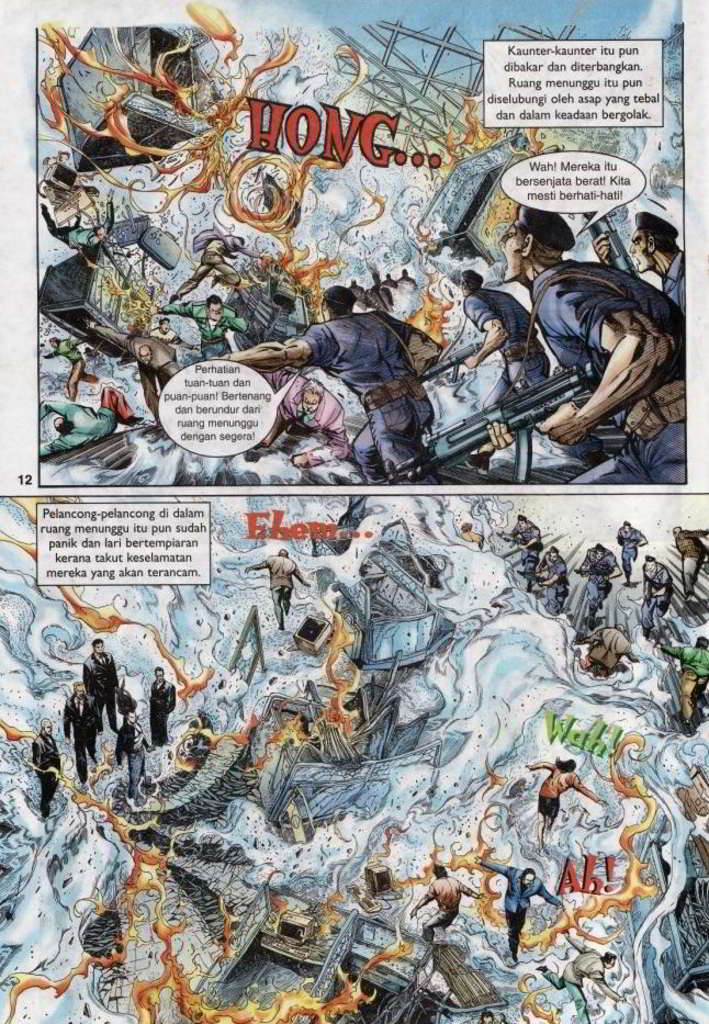 Kaunter-kaunter itu pun
dibakar dan diterbangkan.
Ruang menunggu itu pun
diselubungi oleh asap yang tebal
dan dalam keadaan bergolak.
HONG...
Wah! Mereka itu
bersenjata berat! Kita
mesti berhati-hati!
Perhatian
tuan-tuan dan
puan-puan! Bertenang
dan berundur dari
ruang menunggu
dengan segera!
12
Pelancong-pelancong di dalam
ruang menunggu itu pun sudah
panik dan lari bertempiaran
kerana takut keselamatan
mereka yang akan terancam.
Ehem...
Wah!
Ah!